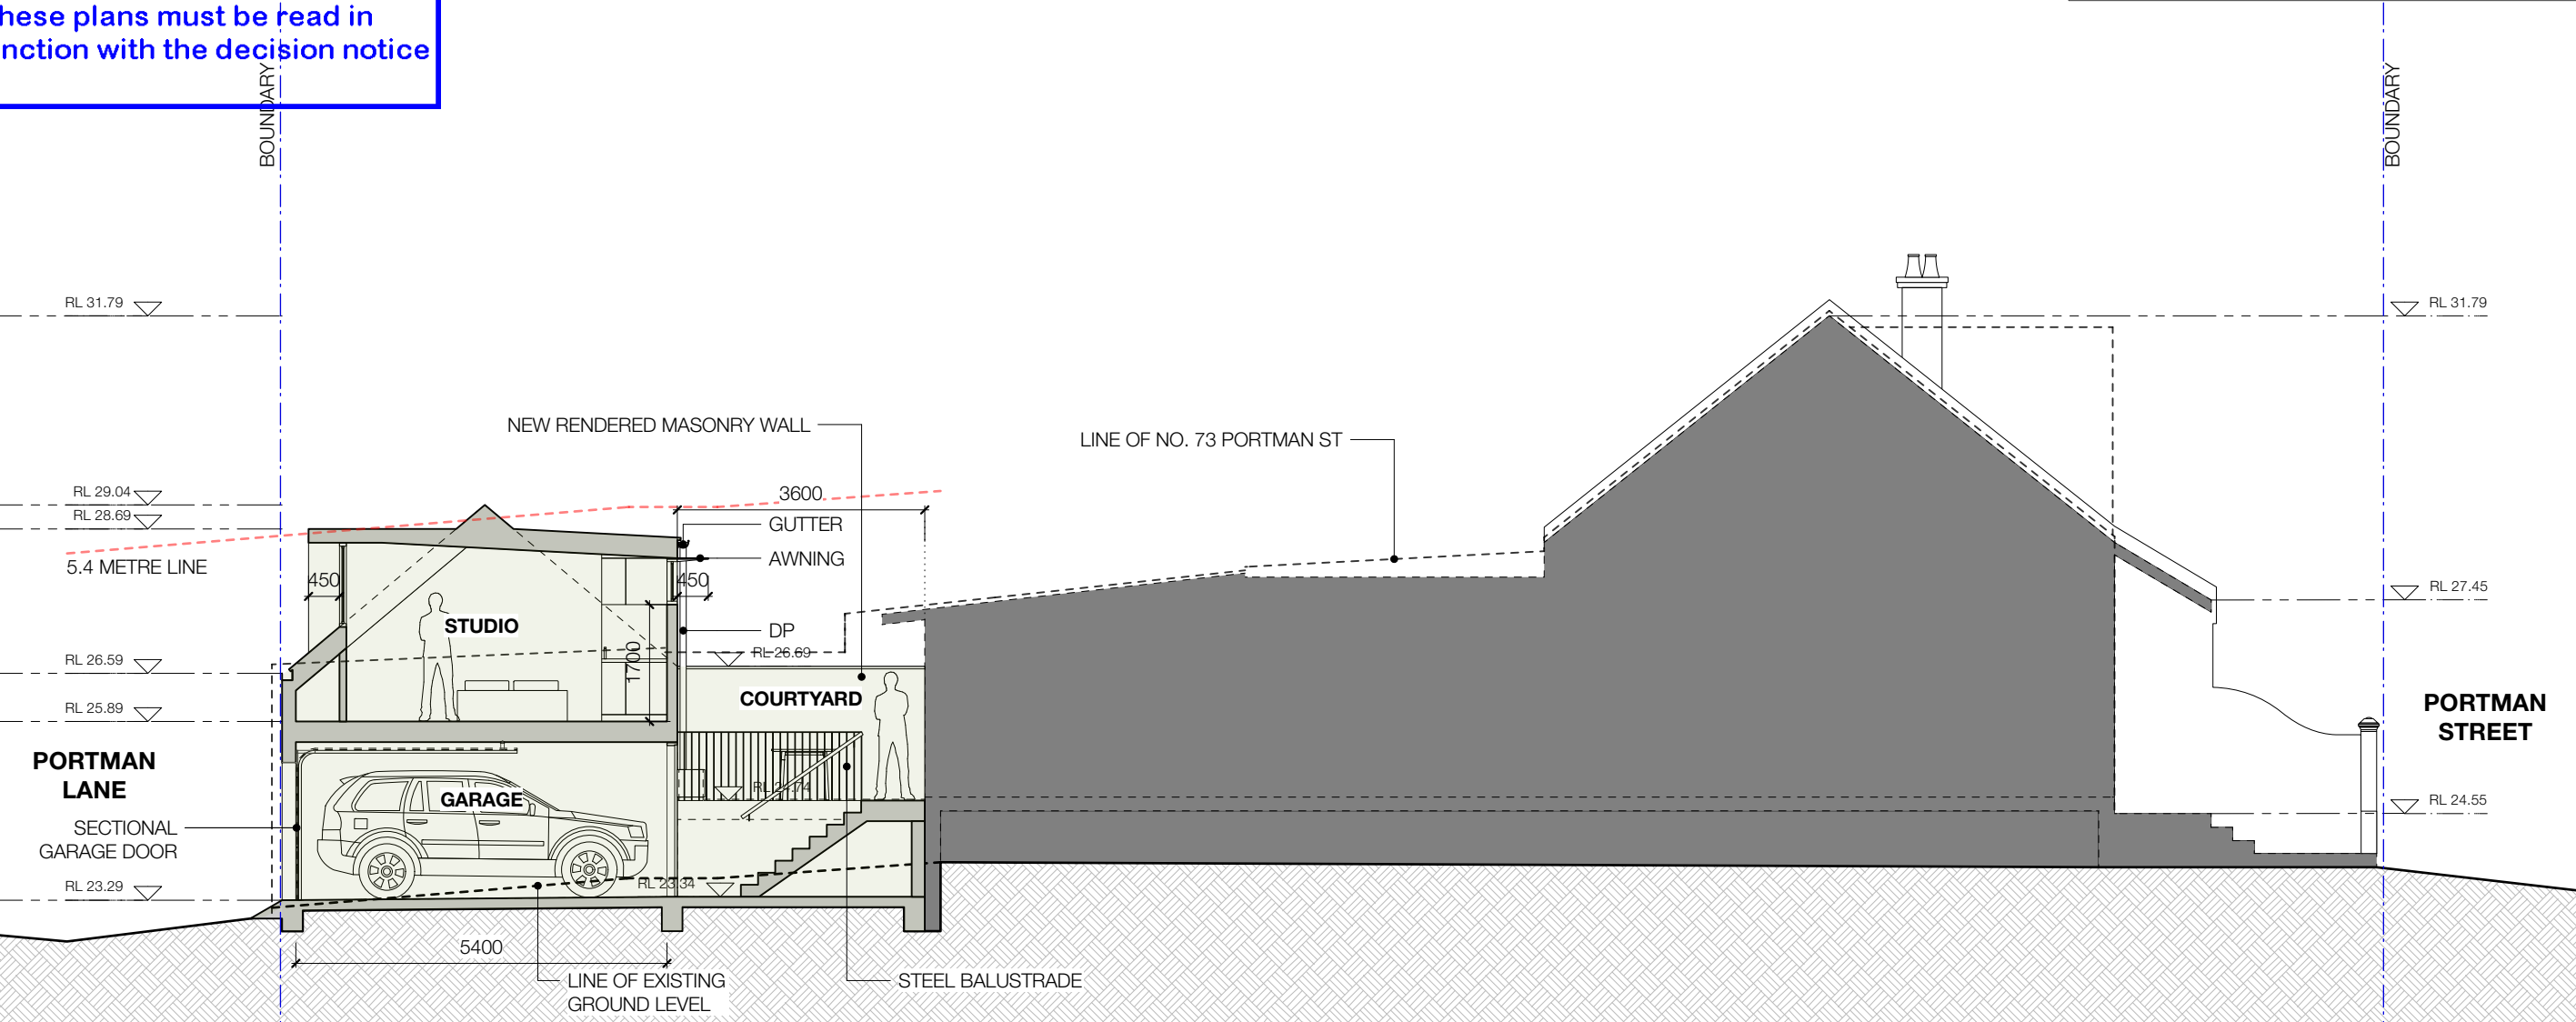 hese plans must be read in
nction with the decision notice
BOUNDARY
BOUNDARY
RL 31.79
RL 31.79
NEW RENDERED MASONRY WALL
LINE OF NO. 73 PORTMAN ST
RL 29.04
3600
RL 28.69
GUTTER
AWNING
5.4 METRE LINE
450
450
RL 27.45
STUDIO
DP
RL 26.69
RL 26.59
1700
COURTYARD
RL 25.89
PORTMAN
STREET
PORTMAN
LANE
GARAGE
RL 24.55
SECTIONAL
GARAGE DOOR
RL 23.34
RL 23.29
5400
LINE OF EXISTING
GROUND LEVEL
STEEL BALUSTRADE